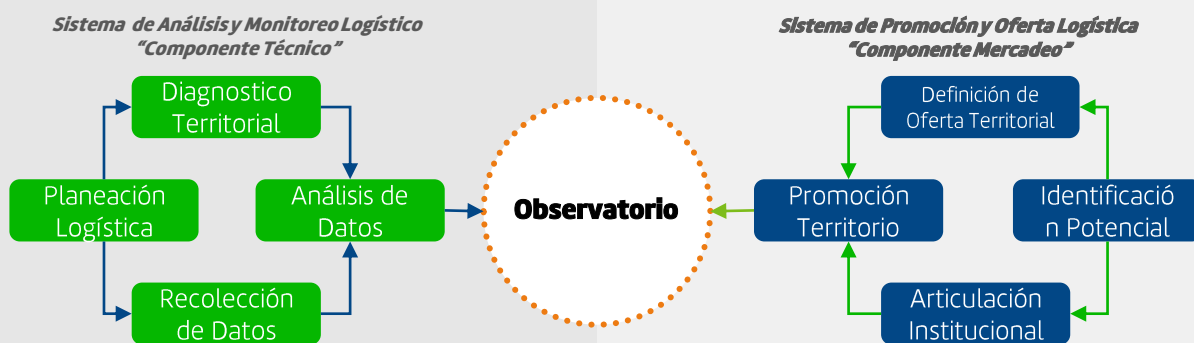 Sistema de Análisis y Monitoreo Logístico
“Componente Técnico”
Sistema de Promoción y Oferta Logística
“Componente Mercadeo”
Diagnostico
Territorial
Planeación
Logística
Análisis de
Datos
Recolección
de Datos
Observatorio
Definición de
Oferta Territorial
Promoción
Territorio
Identificació
n Potencial
Articulación
Institucional